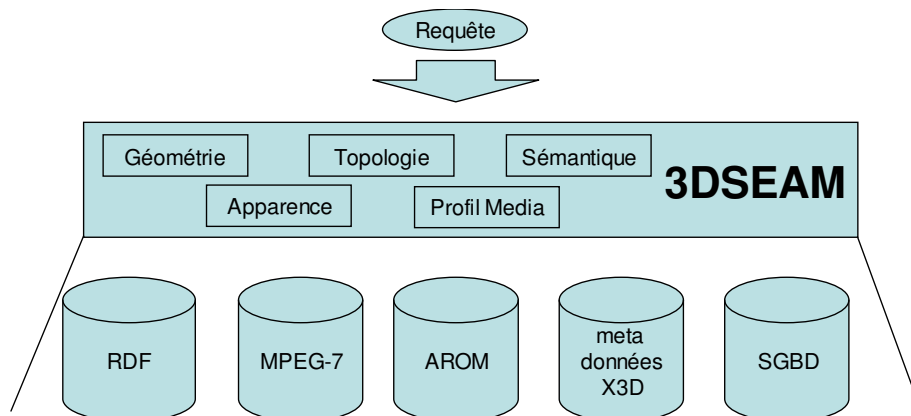 Requête
Géométrie
Topologie
Sémantique
3DSEAM
Apparence
Profil Media
RDF
MPEG-7
AROM
meta
données
X3D
SGBD